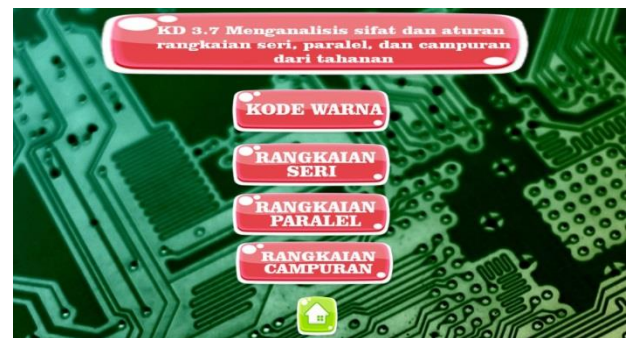 KD 3.7 Menganalisis sifat dan aturan
rangkaian seri, paralel, dan campuran
dari tahanan
KODE WARNA
RANGKAIAN
SERI
RANGKAIAN
PARALEL
RANGKAIAN
CAMPURAN